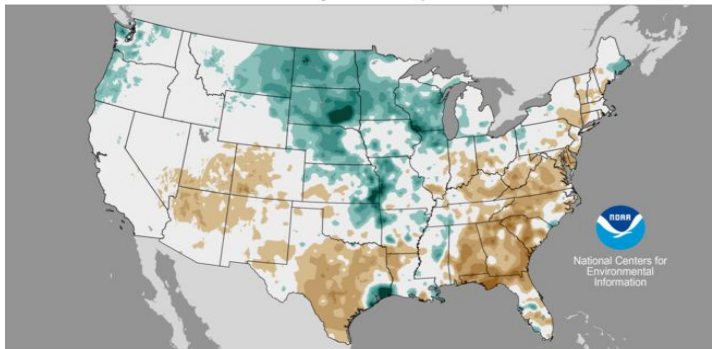 NOAA
National Centers for
Environmental
Information